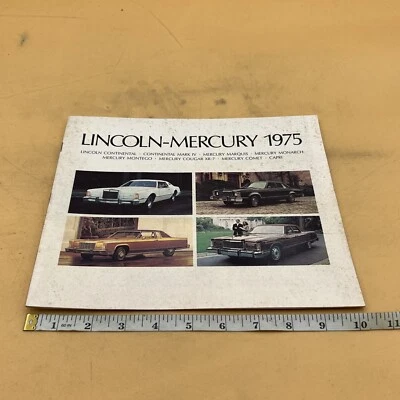 LINCOLN-MERCURY 1975
LINCOLN CONTINENTAL · CONTINENTAL MARK IV · MERCURY MARQUIS · MERCURY MONARCH
MERCURY MONTEGO · MERCURY COUGAR XR-7 · MERCURY COMET · CAPRI
1 2 3 4 5 6 7 8 9 10 11